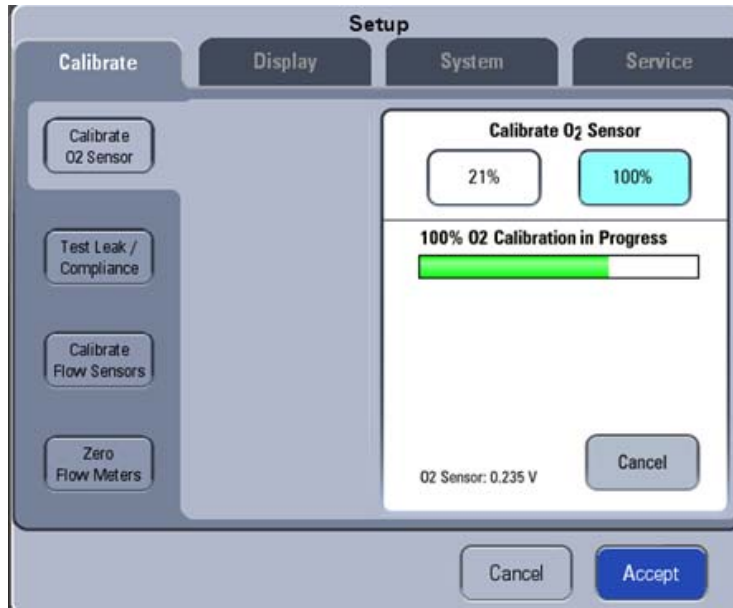 Setup
Calibrate
Display
System
Service
Calibrate
O2 Sensor
Test Leak /
Compliance
Calibrate
Flow Sensors
Zero
Flow Meters
Calibrate O2 Sensor
21%
100%
100% O2 Calibration in Progress
O2 Sensor: 0.235 V
Cancel
Cancel
Accept